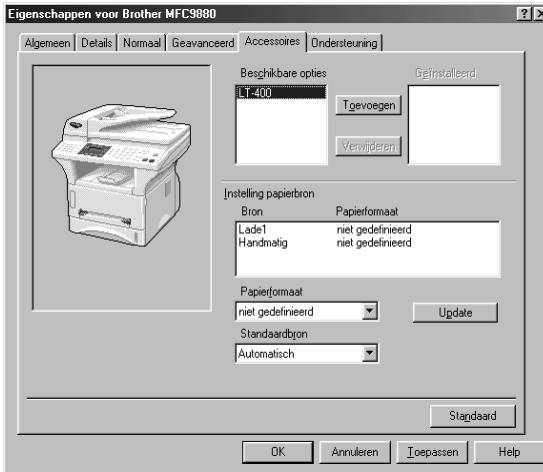 Eigenschappen voor Brother MFC9880
Algemeen Details Normaal Geavanceerd Accessoires Ondersteuning
Beschikbare opties Geïnstalleerd
LT-400
Toevoegen
Verwijderen
Instelling papierbron
Bron Papierformaat
Lade1 niet gedefinieerd
Handmatig niet gedefinieerd
Papierformaat
niet gedefinieerd Update
Standaardbron
Automatisch
Standaard
OK Annuleren Toepassen Help